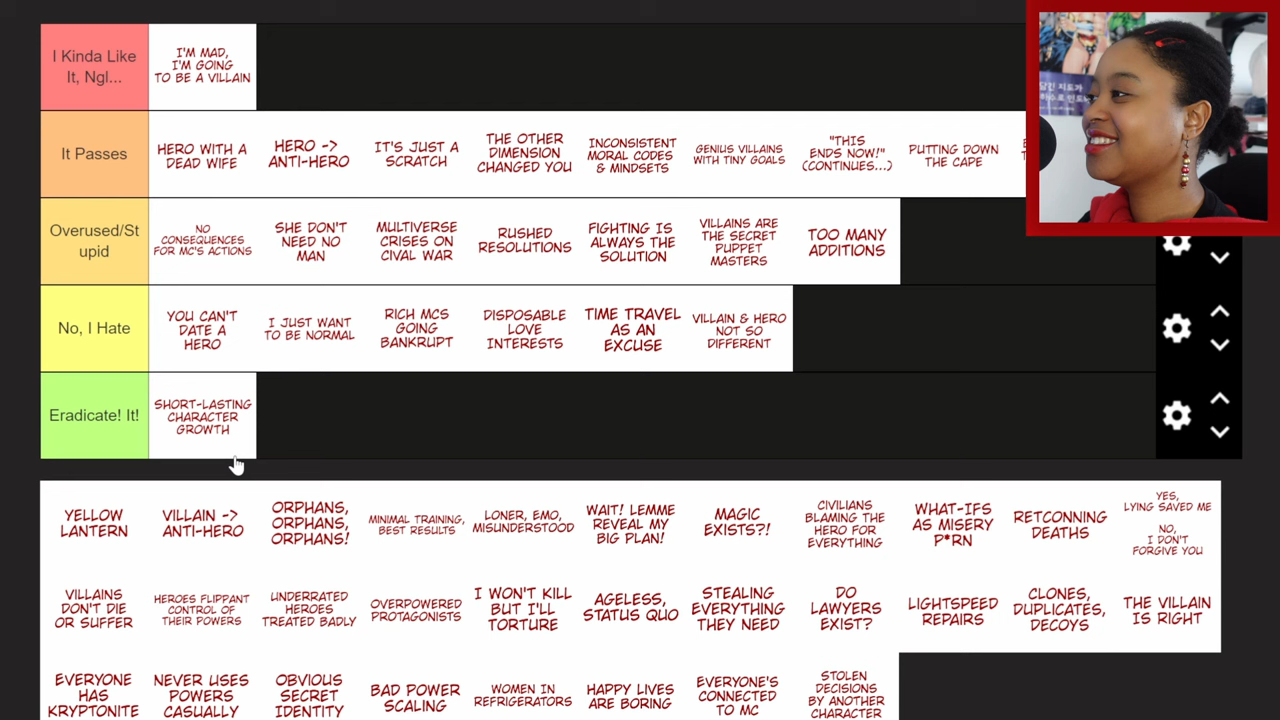 I Kinda Like
It, Ngl...
I'M MAD,
I'M GOING
TO BE A VILLAIN
It Passes
HERO WITH A
DEAD WIFE
HERO ->
ANTI-HERO
IT'S JUST A
SCRATCH
THE OTHER
DIMENSION
CHANGED YOU
INCONSISTENT
MORAL CODES
& MINDSETS
GENIUS VILLAINS
WITH TINY GOALS
"THIS
ENDS NOW!"
(CONTINUES...)
PUTTING DOWN
THE CAPE
Overused/St
upid
NO
CONSEQUENCES
FOR MC'S ACTIONS
SHE DON'T
NEED NO
MAN
MULTIVERSE
CRISES ON
CIVAL WAR
RUSHED
RESOLUTIONS
FIGHTING IS
ALWAYS THE
SOLUTION
VILLAINS ARE
THE SECRET
PUPPET
MASTERS
TOO MANY
ADDITIONS
No, I Hate
YOU CAN'T
DATE A
HERO
I JUST WANT
TO BE NORMAL
RICH MCS
GOING
BANKRUPT
DISPOSABLE
LOVE
INTERESTS
TIME TRAVEL
AS AN
EXCUSE
VILLAIN & HERO
NOT SO
DIFFERENT
Eradicate! It!
SHORT-LASTING
CHARACTER
GROWTH
YELLOW
LANTERN
VILLAIN ->
ANTI-HERO
ORPHANS,
ORPHANS,
ORPHANS!
MINIMAL TRAINING,
BEST RESULTS
LONER, EMO,
MISUNDERSTOOD
WAIT! LEMME
REVEAL MY
BIG PLAN!
MAGIC
EXISTS?!
CIVILIANS
BLAMING THE
HERO FOR
EVERYTHING
WHAT-IFS
AS MISERY
P*RN
RETCONNING
DEATHS
YES,
LYING SAVED ME
NO,
I DON'T
FORGIVE YOU
VILLAINS
DON'T DIE
OR SUFFER
HEROES FLIPPANT
CONTROL OF
THEIR POWERS
UNDERRATED
HEROES
TREATED BADLY
OVERPOWERED
PROTAGONISTS
I WON'T KILL
BUT I'LL
TORTURE
AGELESS,
STATUS QUO
STEALING
EVERYTHING
THEY NEED
DO
LAWYERS
EXIST?
LIGHTSPEED
REPAIRS
CLONES,
DUPLICATES,
DECOYS
THE VILLAIN
IS RIGHT
EVERYONE
HAS
KRYPTONITE
NEVER USES
POWERS
CASUALLY
OBVIOUS
SECRET
IDENTITY
BAD POWER
SCALING
WOMEN IN
REFRIGERATORS
HAPPY LIVES
ARE BORING
EVERYONE'S
CONNECTED
TO MC
STOLEN
DECISIONS
BY ANOTHER
CHARACTER